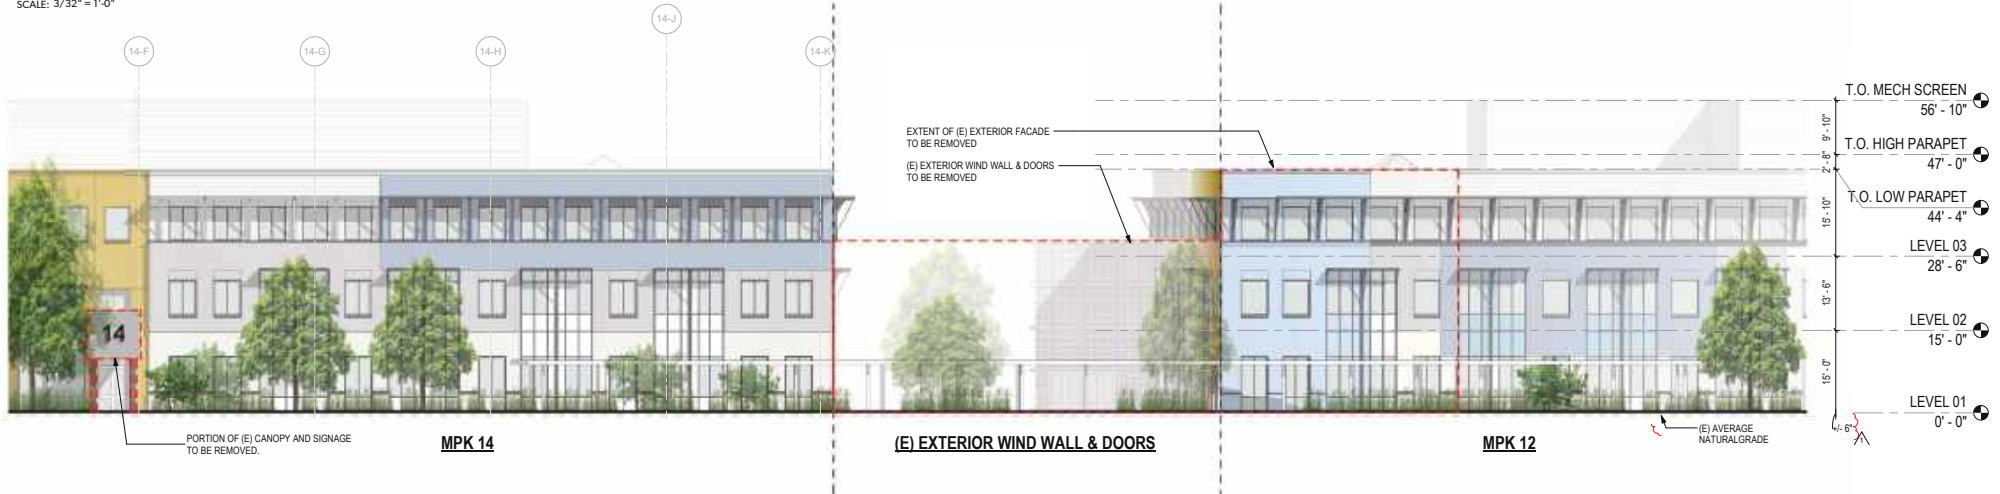 SCALE: 3/32" = 1'-0"
14-F
14-G
14-H
14-J
14-K
EXTENT OF (E) EXTERIOR FACADE
TO BE REMOVED
(E) EXTERIOR WIND WALL & DOORS
TO BE REMOVED
T.O. MECH SCREEN
56' - 10"
9' - 10"
T.O. HIGH PARAPET
47' - 0"
2' - 8"
T.O. LOW PARAPET
44' - 4"
15' - 10"
LEVEL 03
28' - 6"
13' - 6"
LEVEL 02
15' - 0"
15' - 0"
LEVEL 01
0' - 0"
+/- 6"
1
14
PORTION OF (E) CANOPY AND SIGNAGE
TO BE REMOVED.
MPK 14
(E) EXTERIOR WIND WALL & DOORS
MPK 12
(E) AVERAGE
NATURALGRADE